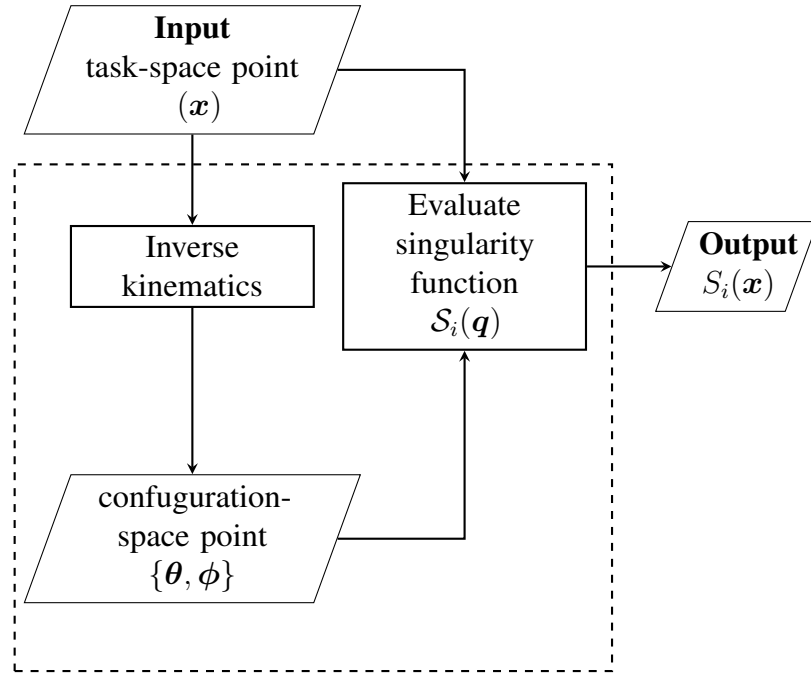 Input
task-space point
(𝒙)
Inverse
kinematics
confuguration-
space point
{𝜽, 𝝓}
Evaluate
singularity
function
𝒮ᵢ(𝒒)
Output
Sᵢ(𝒙)